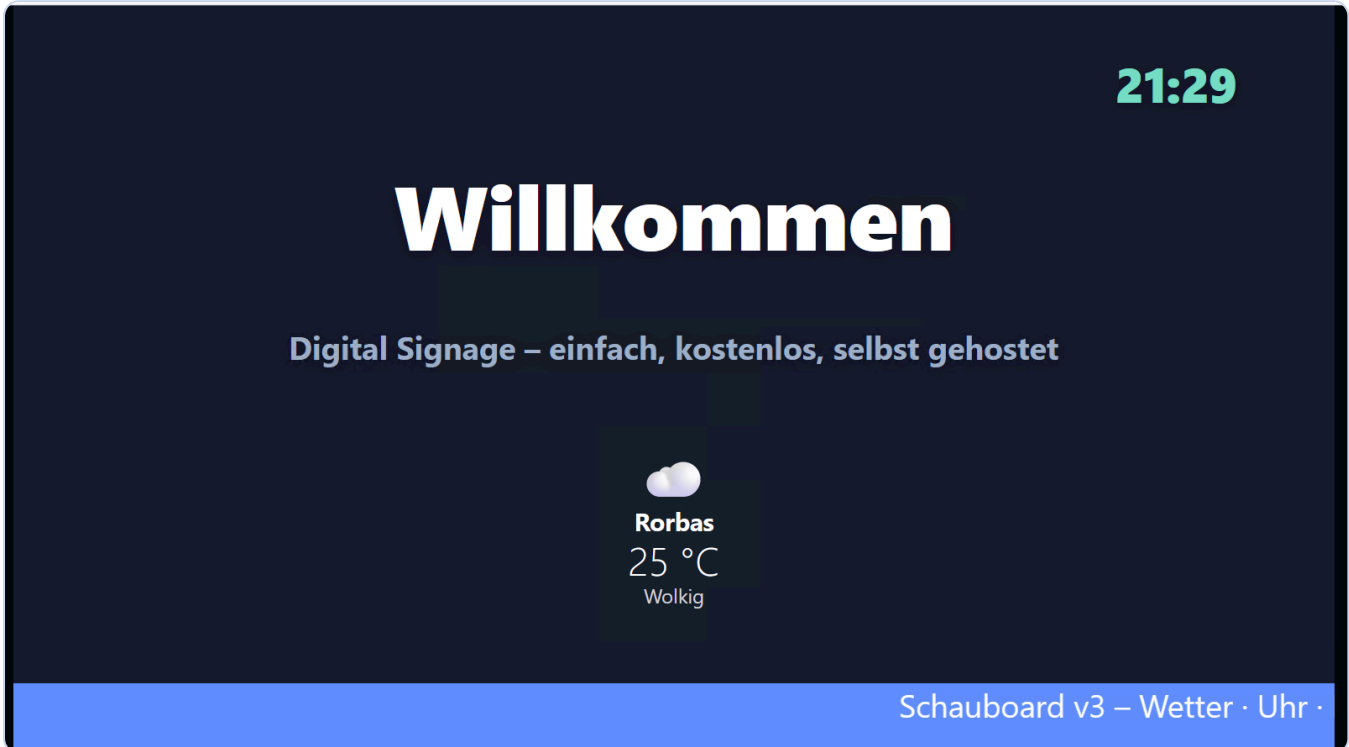 21:29
Willkommen
Digital Signage – einfach, kostenlos, selbst gehostet
Rorbas
25 °C
Wolkig
Schauboard v3 – Wetter · Uhr ·